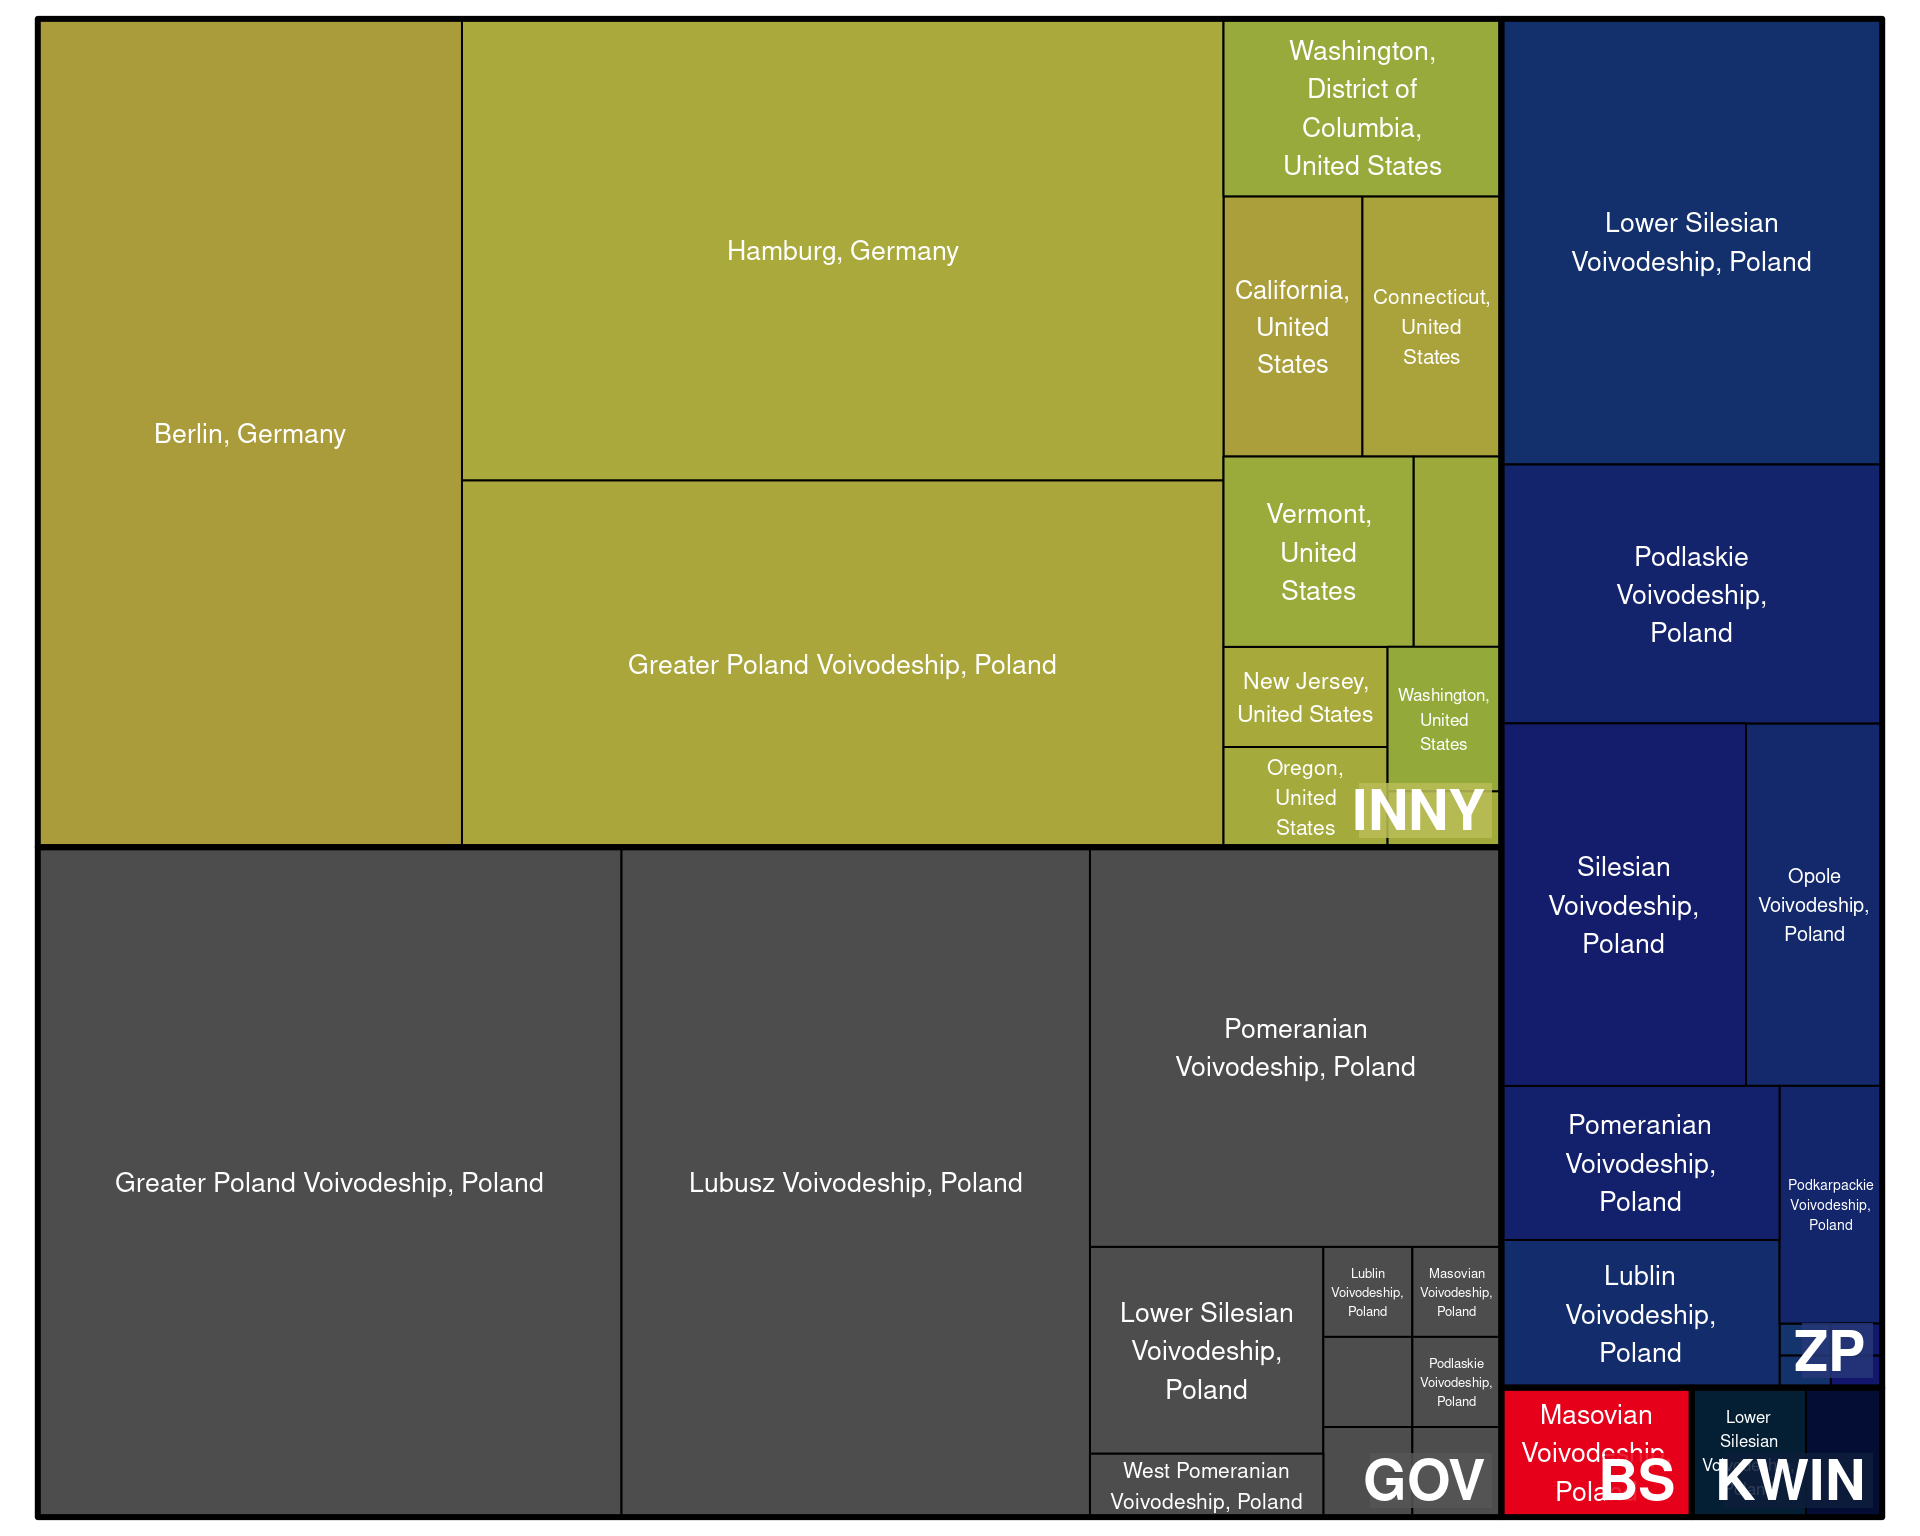 Berlin, Germany
Hamburg, Germany
Greater Poland Voivodeship, Poland
Washington,
District of
Columbia,
United States
California,
United
States
Connecticut,
United
States
Vermont,
United
States
New Jersey,
United States
Washington,
United
States
Oregon,
United
States
INNY
Lower Silesian
Voivodeship, Poland
Podlaskie
Voivodeship,
Poland
Silesian
Voivodeship,
Poland
Opole
Voivodeship,
Poland
Pomeranian
Voivodeship,
Poland
Podkarpackie
Voivodeship,
Poland
Lublin
Voivodeship,
Poland
ZP
Greater Poland Voivodeship, Poland
Lubusz Voivodeship, Poland
Pomeranian
Voivodeship, Poland
Lower Silesian
Voivodeship,
Poland
Lublin
Voivodeship,
Poland
Masovian
Voivodeship,
Poland
Podlaskie
Voivodeship,
Poland
West Pomeranian
Voivodeship, Poland
GOV
Masovian
Voivodeship,
Poland
BS
Lower
Silesian
KWIN